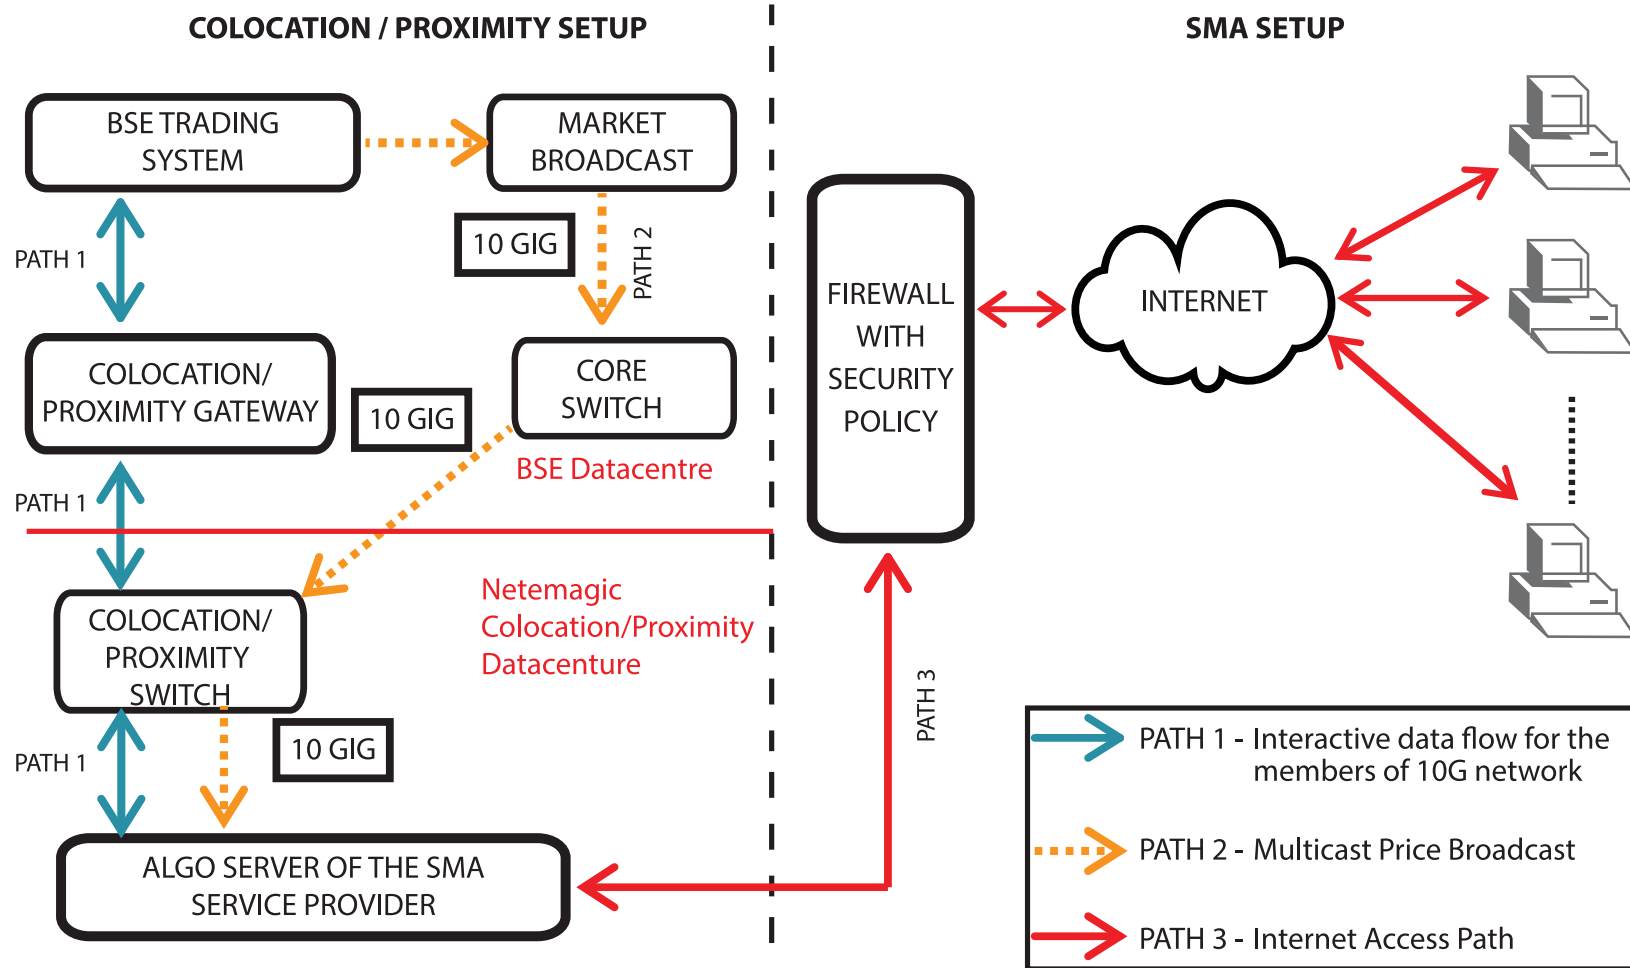 COLOCATION / PROXIMITY SETUP
SMA SETUP
BSE TRADING
SYSTEM
MARKET
BROADCAST
PATH 1
10 GIG
PATH 2
COLOCATION/
PROXIMITY GATEWAY
10 GIG
CORE
SWITCH
BSE Datacentre
PATH 1
COLOCATION/
PROXIMITY
SWITCH
Netemagic
Colocation/Proximity
Datacenture
PATH 1
10 GIG
ALGO SERVER OF THE SMA
SERVICE PROVIDER
FIREWALL
WITH
SECURITY
POLICY
INTERNET
PATH 3
PATH 1 - Interactive data flow for the
members of 10G network
PATH 2 - Multicast Price Broadcast
PATH 3 - Internet Access Path